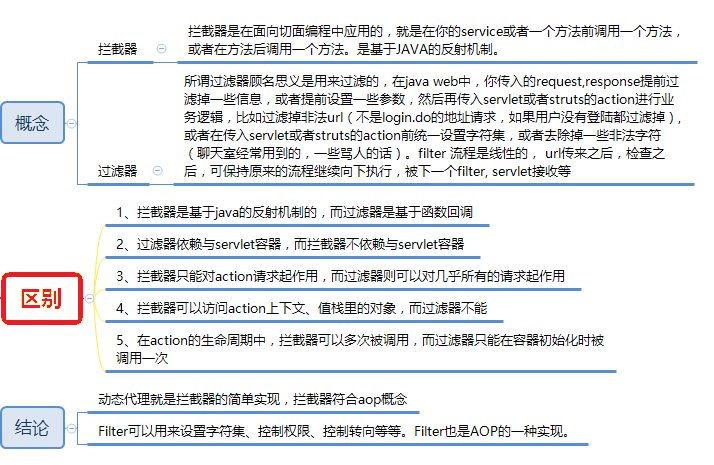 拦截器是在面向切面编程中应用的，就是在你的service或者一个方法前调用一个方法，
或者在方法后调用一个方法。是基于JAVA的反射机制。
拦截器
所谓过滤器顾名思义是用来过滤的，在java web中，你传入的request,response提前过
滤掉一些信息，或者提前设置一些参数，然后再传入servlet或者struts的action进行业
务逻辑，比如过滤掉非法url（不是login.do的地址请求，如果用户没有登陆都过滤掉）,
或者在传入servlet或者struts的action前统一设置字符集，或者去除掉一些非法字符
（聊天室经常用到的，一些骂人的话）。filter 流程是线性的， url传来之后，检查之
后，可保持原来的流程继续向下执行，被下一个filter, servlet接收等
过滤器
概念
1、拦截器是基于java的反射机制的，而过滤器是基于函数回调
2、过滤器依赖与servlet容器，而拦截器不依赖与servlet容器
3、拦截器只能对action请求起作用，而过滤器则可以对几乎所有的请求起作用
4、拦截器可以访问action上下文、值栈里的对象，而过滤器不能
5、在action的生命周期中，拦截器可以多次被调用，而过滤器只能在容器初始化时被
调用一次
区别
动态代理就是拦截器的简单实现，拦截器符合aop概念
Filter可以用来设置字符集、控制权限、控制转向等等。Filter也是AOP的一种实现。
结论